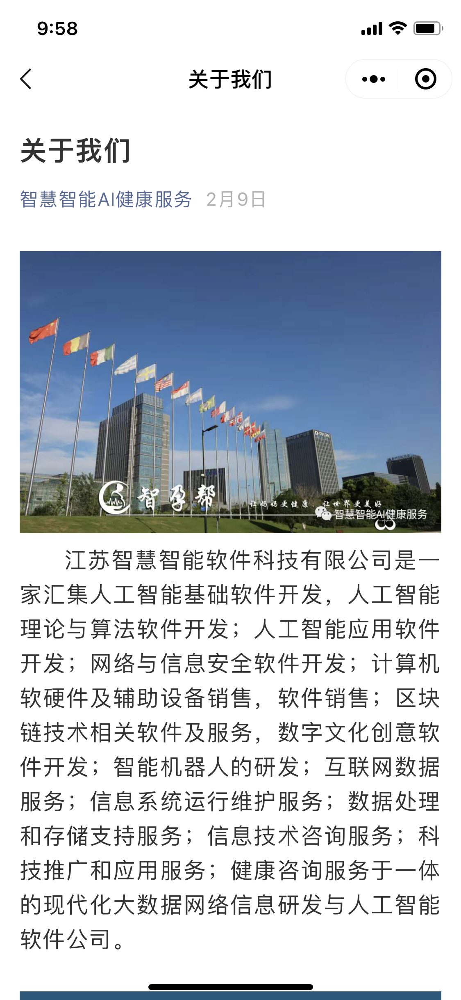 9:58
关于我们
关于我们
智慧智能AI健康服务 2月9日
D·PARK
智孕帮
让妈妈更健康，让世界更美好
智慧智能AI健康服务
江苏智慧智能软件科技有限公司是一
家汇集人工智能基础软件开发，人工智能
理论与算法软件开发；人工智能应用软件
开发；网络与信息安全软件开发；计算机
软硬件及辅助设备销售，软件销售；区块
链技术相关软件及服务，数字文化创意软
件开发；智能机器人的研发；互联网数据
服务；信息系统运行维护服务；数据处理
和存储支持服务；信息技术咨询服务；科
技推广和应用服务；健康咨询服务于一体
的现代化大数据网络信息研发与人工智能
软件公司。